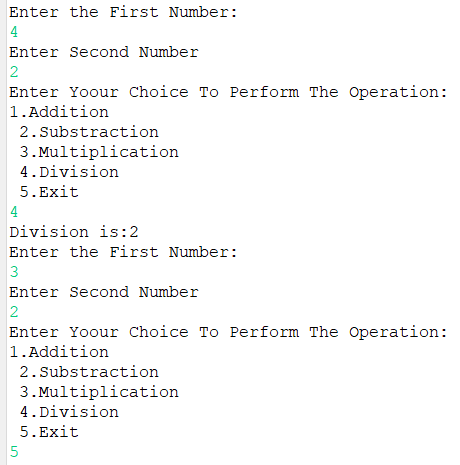 Enter the First Number:
4
Enter Second Number
2
Enter Yoour Choice To Perform The Operation:
1.Addition
 2.Substraction
 3.Multiplication
 4.Division
 5.Exit
4
Division is:2
Enter the First Number:
3
Enter Second Number
2
Enter Yoour Choice To Perform The Operation:
1.Addition
 2.Substraction
 3.Multiplication
 4.Division
 5.Exit
5